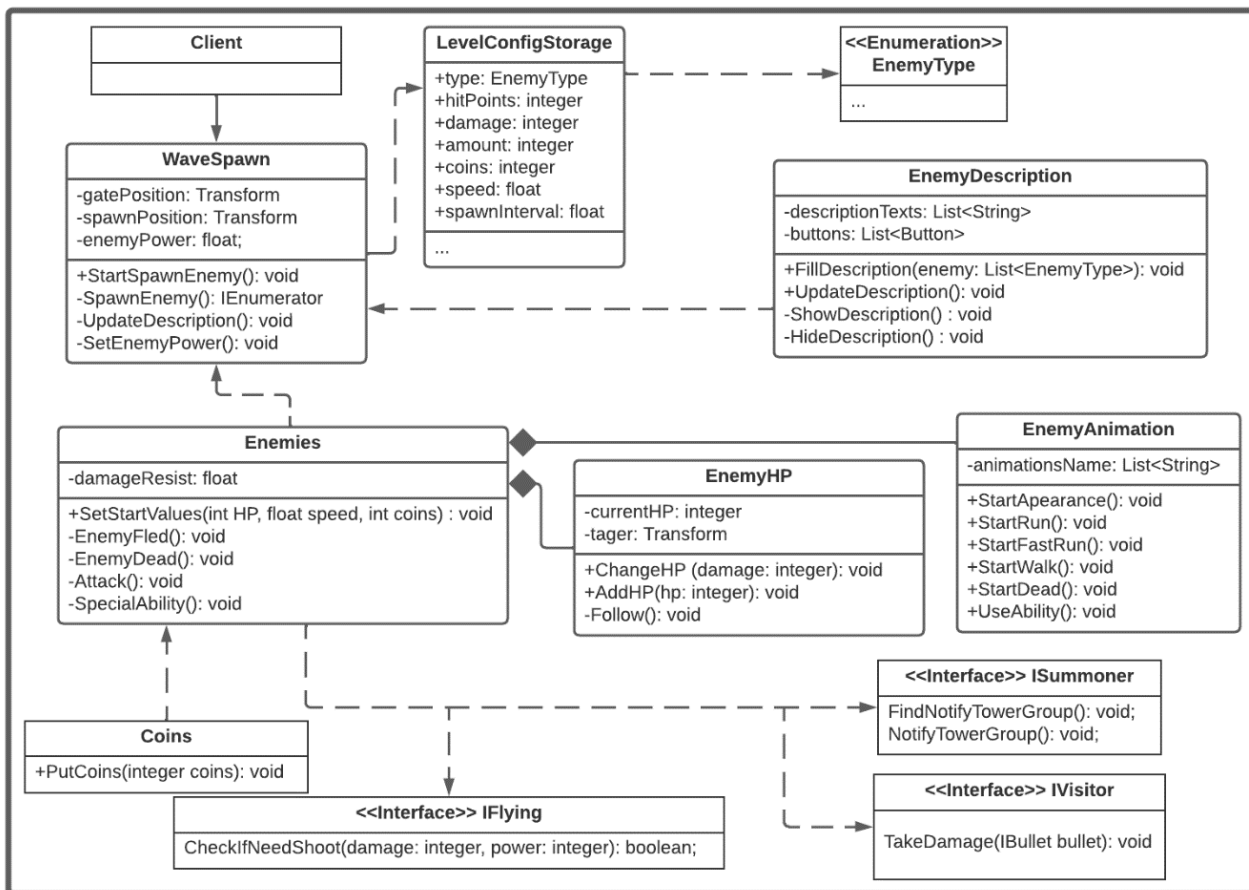 Client
LevelConfigStorage
+type: EnemyType
+hitPoints: integer
+damage: integer
+amount: integer
+coins: integer
+speed: float
+spawnInterval: float
...
<<Enumeration>>
EnemyType
...
WaveSpawn
-gatePosition: Transform
-spawnPosition: Transform
-enemyPower: float;
+StartSpawnEnemy(): void
-SpawnEnemy(): IEnumerator
-UpdateDescription(): void
-SetEnemyPower(): void
EnemyDescription
-descriptionTexts: List<String>
-buttons: List<Button>
+FillDescription(enemy: List<EnemyType>): void
+UpdateDescription(): void
-ShowDescription() : void
-HideDescription() : void
Enemies
-damageResist: float
+SetStartValues(int HP, float speed, int coins) : void
-EnemyFled(): void
-EnemyDead(): void
-Attack(): void
-SpecialAbility(): void
EnemyHP
-currentHP: integer
-tager: Transform
+ChangeHP (damage: integer): void
+AddHP(hp: integer): void
-Follow(): void
EnemyAnimation
-animationsName: List<String>
+StartApearance(): void
+StartRun(): void
+StartFastRun(): void
+StartWalk(): void
+StartDead(): void
+UseAbility(): void
Coins
+PutCoins(integer coins): void
<<Interface>> ISummoner
FindNotifyTowerGroup(): void;
NotifyTowerGroup(): void;
<<Interface>> IFlying
CheckIfNeedShoot(damage: integer, power: integer): boolean;
<<Interface>> IVisitor
TakeDamage(IBullet bullet): void